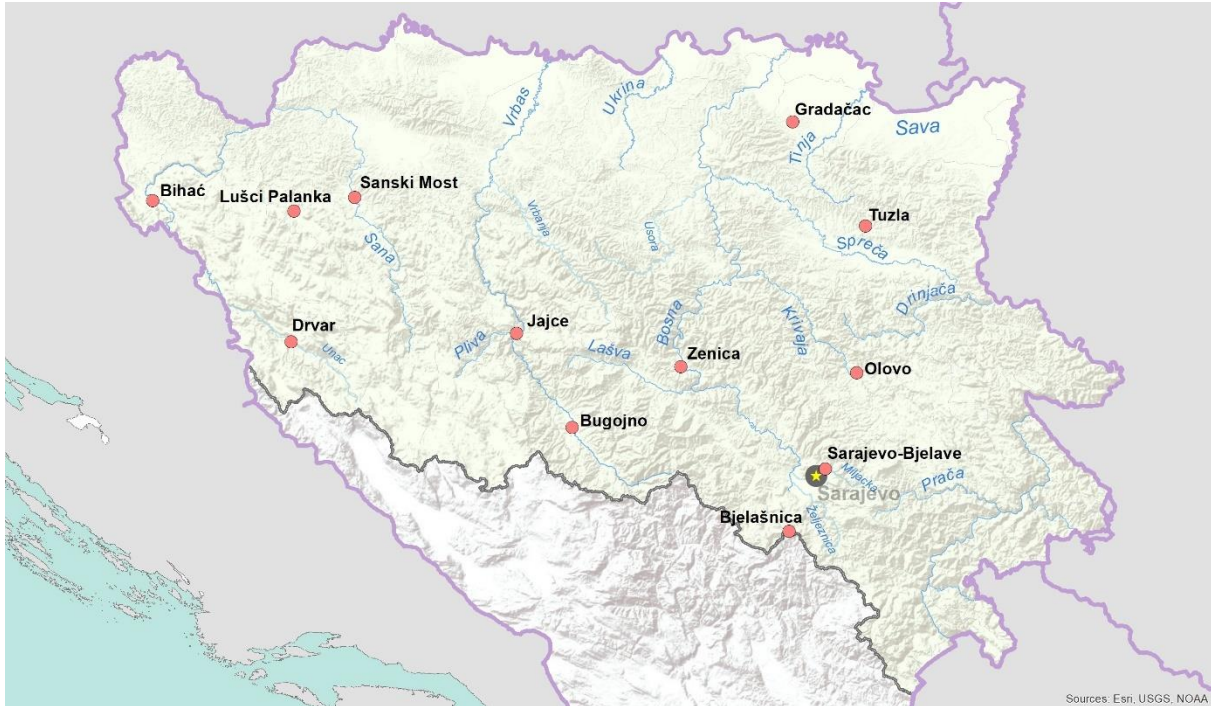 Vrbas
Ukrina
Gradačac
Sava
Tinja
Bihać
Lušci Palanka
Sanski Most
Vrbanja
Usora
Tuzla
Spreča
Sana
Drinjača
Drvar
Unac
Pliva
Jajce
Lašva
Bosna
Zenica
Krivaja
Olovo
Bugojno
Sarajevo-Bjelave
Miljacka
Prača
Sarajevo
Bjelašnica
Željeznica
Sources: Esri, USGS, NOAA